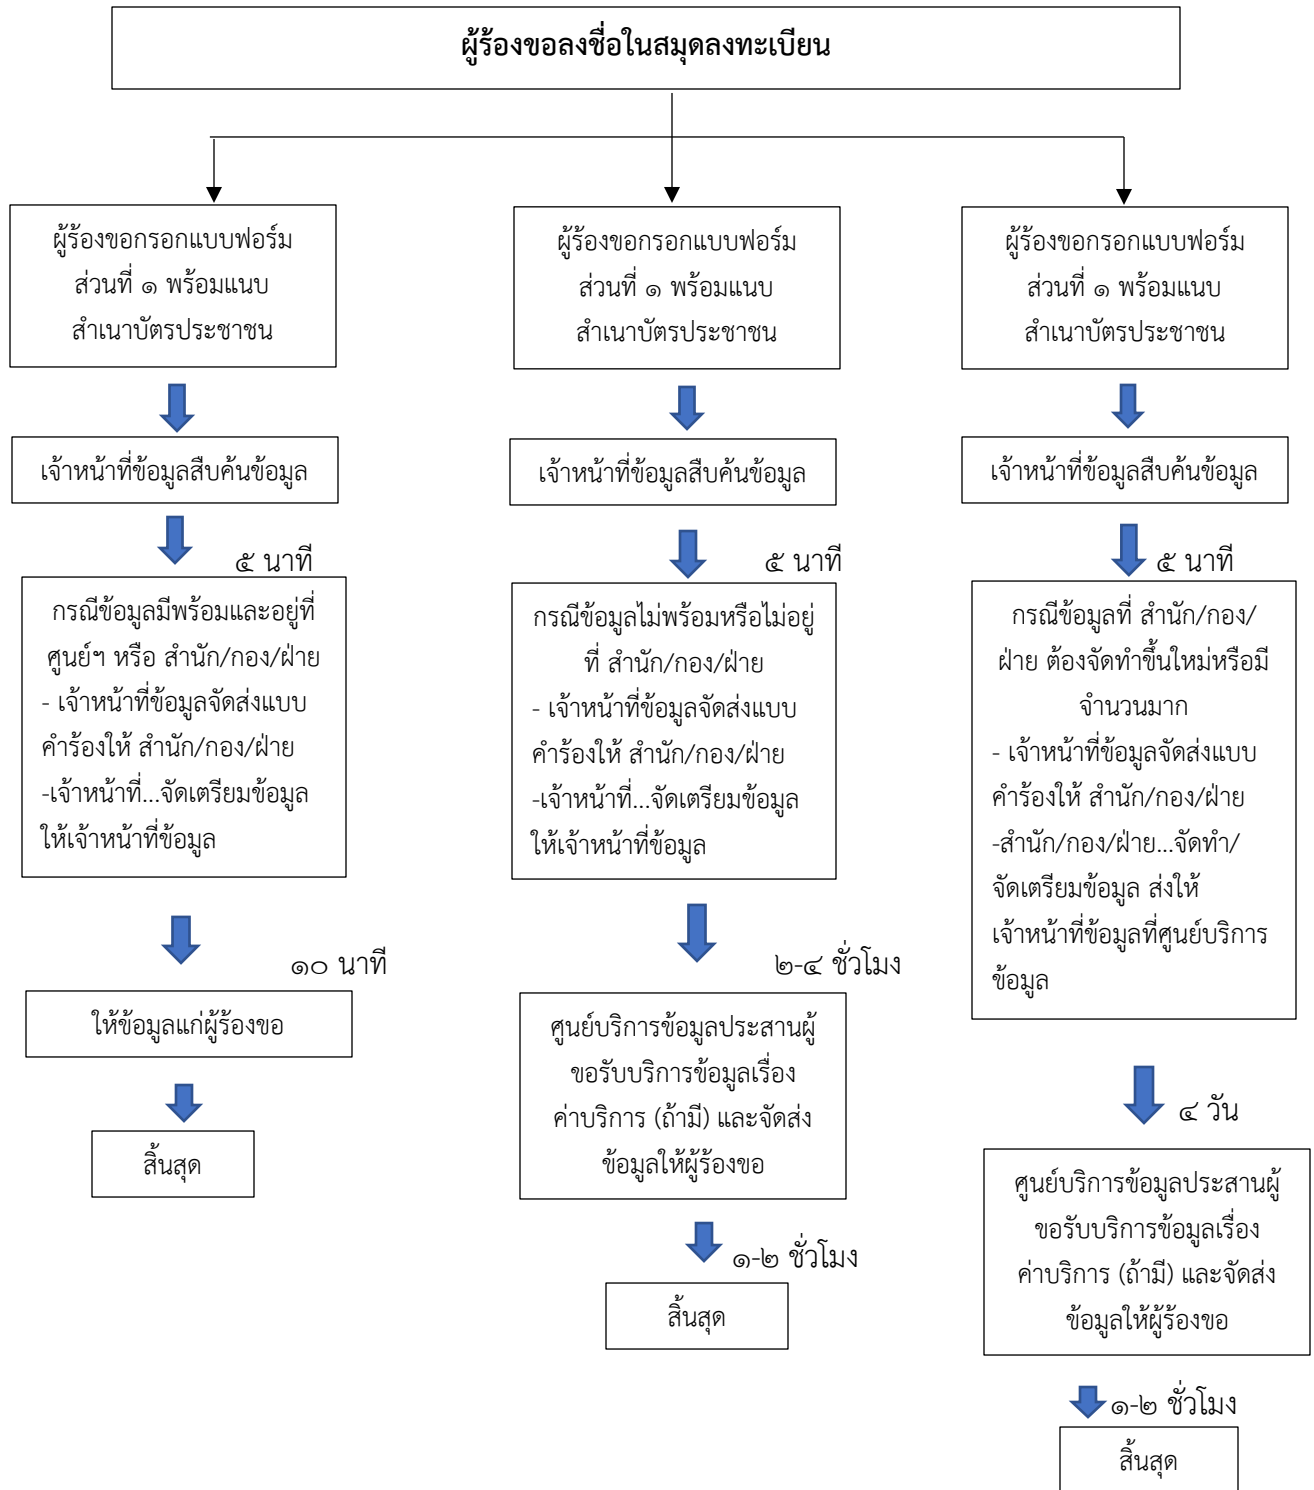 ผู้ร้องขอลงชื่อในสมุดลงทะเบียน
ผู้ร้องขอกรอกแบบฟอร์ม
ส่วนที่ ๑ พร้อมแนบ
สำเนาบัตรประชาชน
เจ้าหน้าที่ข้อมูลสืบค้นข้อมูล
๕ นาที
กรณีข้อมูลมีพร้อมและอยู่ที่
ศูนย์ฯ หรือ สำนัก/กอง/ฝ่าย
- เจ้าหน้าที่ข้อมูลจัดส่งแบบ
คำร้องให้ สำนัก/กอง/ฝ่าย
-เจ้าหน้าที่...จัดเตรียมข้อมูล
ให้เจ้าหน้าที่ข้อมูล
๑๐ นาที
ให้ข้อมูลแก่ผู้ร้องขอ
สิ้นสุด
ผู้ร้องขอกรอกแบบฟอร์ม
ส่วนที่ ๑ พร้อมแนบ
สำเนาบัตรประชาชน
เจ้าหน้าที่ข้อมูลสืบค้นข้อมูล
๕ นาที
กรณีข้อมูลไม่พร้อมหรือไม่อยู่
ที่ สำนัก/กอง/ฝ่าย
- เจ้าหน้าที่ข้อมูลจัดส่งแบบ
คำร้องให้ สำนัก/กอง/ฝ่าย
-เจ้าหน้าที่...จัดเตรียมข้อมูล
ให้เจ้าหน้าที่ข้อมูล
๒-๔ ชั่วโมง
ศูนย์บริการข้อมูลประสานผู้
ขอรับบริการข้อมูลเรื่อง
ค่าบริการ (ถ้ามี) และจัดส่ง
ข้อมูลให้ผู้ร้องขอ
๑-๒ ชั่วโมง
สิ้นสุด
ผู้ร้องขอกรอกแบบฟอร์ม
ส่วนที่ ๑ พร้อมแนบ
สำเนาบัตรประชาชน
เจ้าหน้าที่ข้อมูลสืบค้นข้อมูล
๕ นาที
กรณีข้อมูลที่ สำนัก/กอง/
ฝ่าย ต้องจัดทำขึ้นใหม่หรือมี
จำนวนมาก
- เจ้าหน้าที่ข้อมูลจัดส่งแบบ
คำร้องให้ สำนัก/กอง/ฝ่าย
-สำนัก/กอง/ฝ่าย...จัดทำ/
จัดเตรียมข้อมูล ส่งให้
เจ้าหน้าที่ข้อมูลที่ศูนย์บริการ
ข้อมูล
๔ วัน
ศูนย์บริการข้อมูลประสานผู้
ขอรับบริการข้อมูลเรื่อง
ค่าบริการ (ถ้ามี) และจัดส่ง
ข้อมูลให้ผู้ร้องขอ
๑-๒ ชั่วโมง
สิ้นสุด